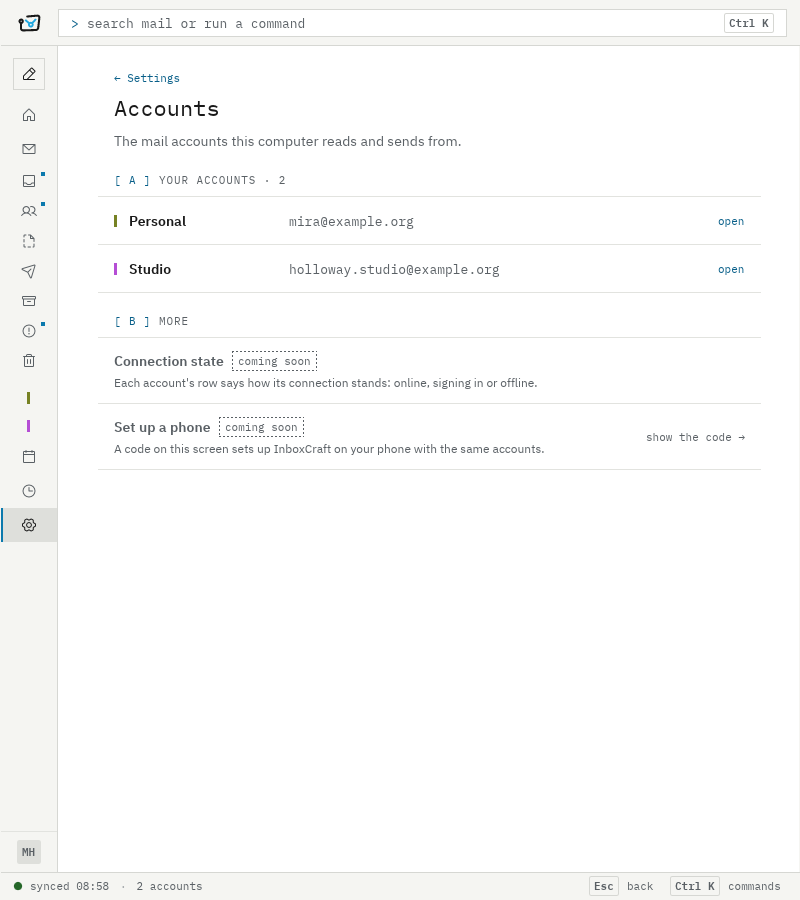 > search mail or run a command Ctrl K
← Settings
Accounts
The mail accounts this computer reads and sends from.
[ A ] YOUR ACCOUNTS · 2
Personal mira@example.org open
Studio holloway.studio@example.org open
[ B ] MORE
Connection state coming soon
Each account's row says how its connection stands: online, signing in or offline.
Set up a phone coming soon
show the code →
A code on this screen sets up InboxCraft on your phone with the same accounts.
MH
synced 08:58 · 2 accounts Esc back Ctrl K commands